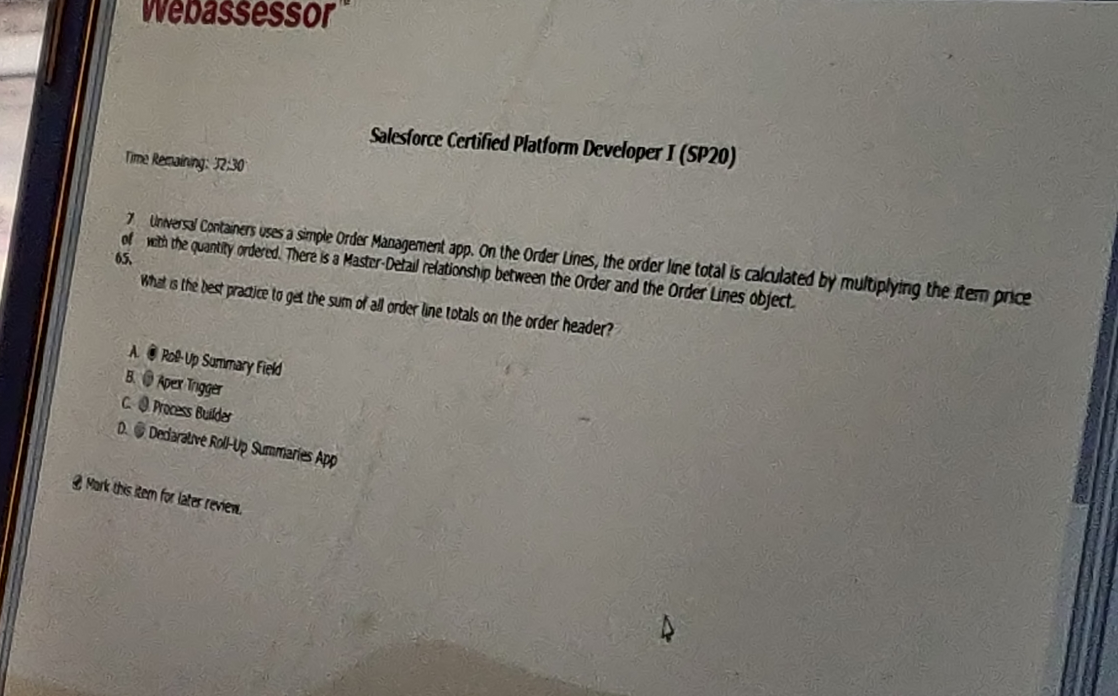 Webassessor
Salesforce Certified Platform Developer I (SP20)
Time Remaining: 32:30
7 Universal Containers uses a simple Order Management app. On the Order Lines, the order line total is calculated by multiplying the item price
of with the quantity ordered. There is a Master-Detail relationship between the Order and the Order Lines object.
65.
What is the best practice to get the sum of all order line totals on the order header?
A. Roll-Up Summary Field
B. Apex Trigger
C. Process Builder
D. Declarative Roll-Up Summaries App
Mark this item for later review.